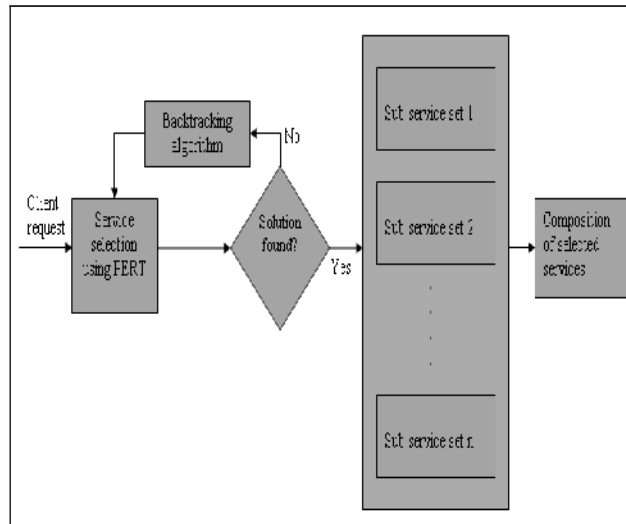 Backtracking
algorithm
No
Client
request
Service
selection
using FERT
Solution
found?
Yes
Sub service set 1
Sub service set 2
Sub service set n
Composition
of selected
services